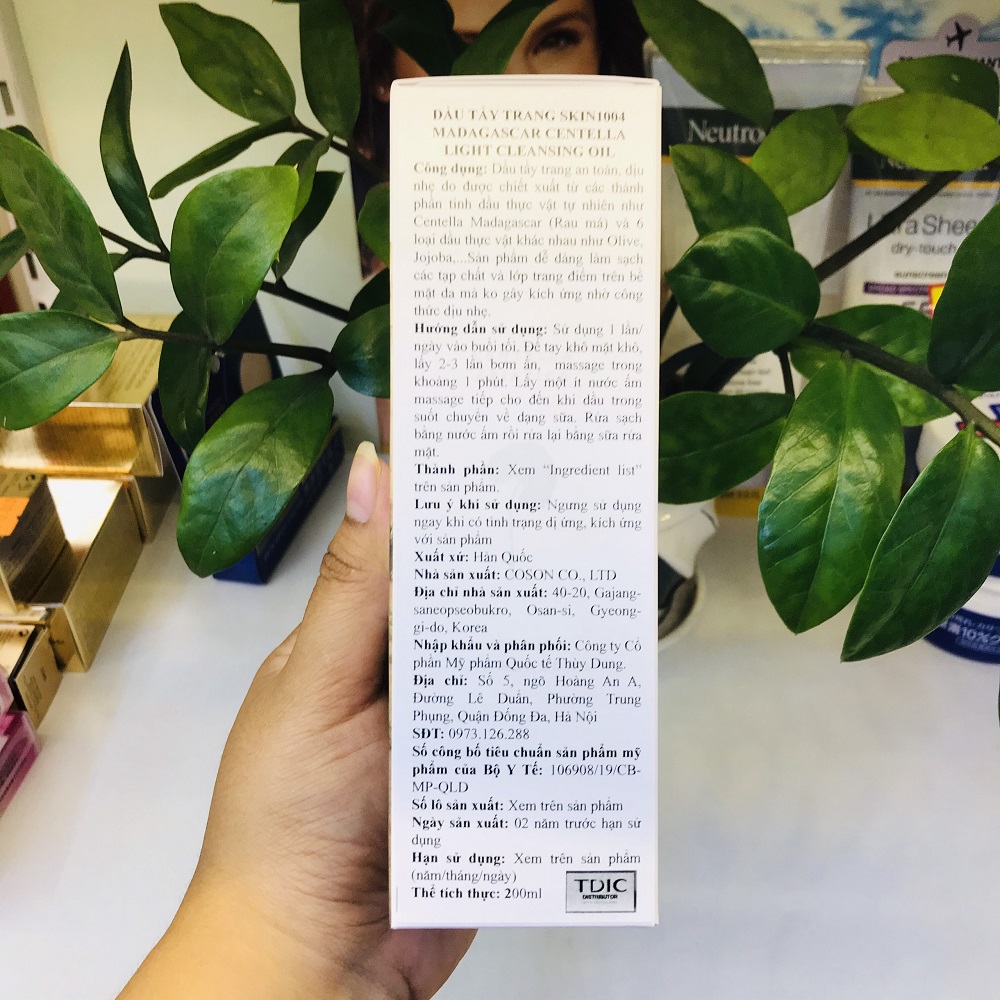 DẦU TẨY TRANG SKIN1004
MADAGASCAR CENTELLA
LIGHT CLEANSING OIL
Công dụng: Dầu tẩy trang an toàn, dịu
nhẹ do được chiết xuất từ các thành
phần tinh dầu thực vật tự nhiên như
Centella Madagascar (Rau má) và 6
loại dầu thực vật khác nhau như Olive,
Jojoba,...Sản phẩm dễ dàng làm sạch
các tạp chất và lớp trang điểm trên bề
mặt da mà ko gây kích ứng nhờ công
thức dịu nhẹ.
Hướng dẫn sử dụng: Sử dụng 1 lần/
ngày vào buổi tối. Để tay khô mặt khô,
lấy 2-3 lần bơm ấn, massage trong
khoảng 1 phút. Lấy một ít nước ấm
massage tiếp cho đến khi dầu trong
suốt chuyển về dạng sữa. Rửa sạch
bằng nước ấm rồi rửa lại bằng sữa rửa
mặt.
Thành phần: Xem "Ingredient list"
trên sản phẩm.
Lưu ý khi sử dụng: Ngưng sử dụng
ngay khi có tình trạng dị ứng, kích ứng
với sản phẩm
Xuất xứ: Hàn Quốc
Nhà sản xuất: COSON CO., LTD
Địa chỉ nhà sản xuất: 40-20, Gajang-
saneopseobukro, Osan-si, Gyeong-
gi-do, Korea
Nhập khẩu và phân phối: Công ty Cổ
phần Mỹ phẩm Quốc tế Thùy Dung.
Địa chỉ: Số 5, ngõ Hoàng An A,
Đường Lê Duẩn, Phường Trung
Phụng, Quận Đống Đa, Hà Nội
SĐT: 0973.126.288
Số công bố tiêu chuẩn sản phẩm mỹ
phẩm của Bộ Y Tế: 106908/19/CB-
MP-QLD
Số lô sản xuất: Xem trên sản phẩm
Ngày sản xuất: 02 năm trước hạn sử
dụng
Hạn sử dụng: Xem trên sản phẩm
(năm/tháng/ngày)
Thể tích thực: 200ml
TDIC
DISTRIBUTOR
Neutro
Shee
dry-touch
SUNSCREEN